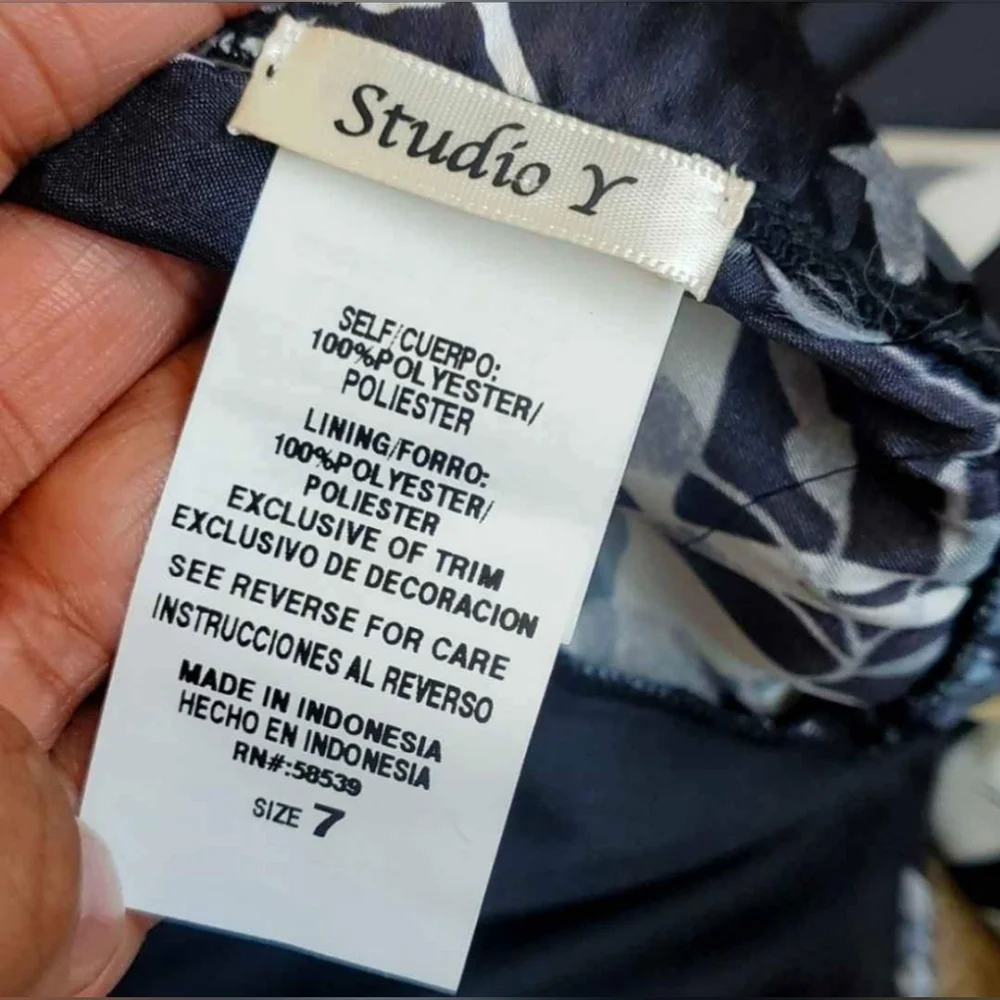 Studio Y
SELF/CUERPO:
100%POLYESTER/
POLIESTER
LINING/FORRO:
100%POLYESTER/
POLIESTER
EXCLUSIVE OF TRIM
EXCLUSIVO DE DECORACION
SEE REVERSE FOR CARE
INSTRUCCIONES AL REVERSO
MADE IN INDONESIA
HECHO EN INDONESIA
RN#:58539
SIZE 7